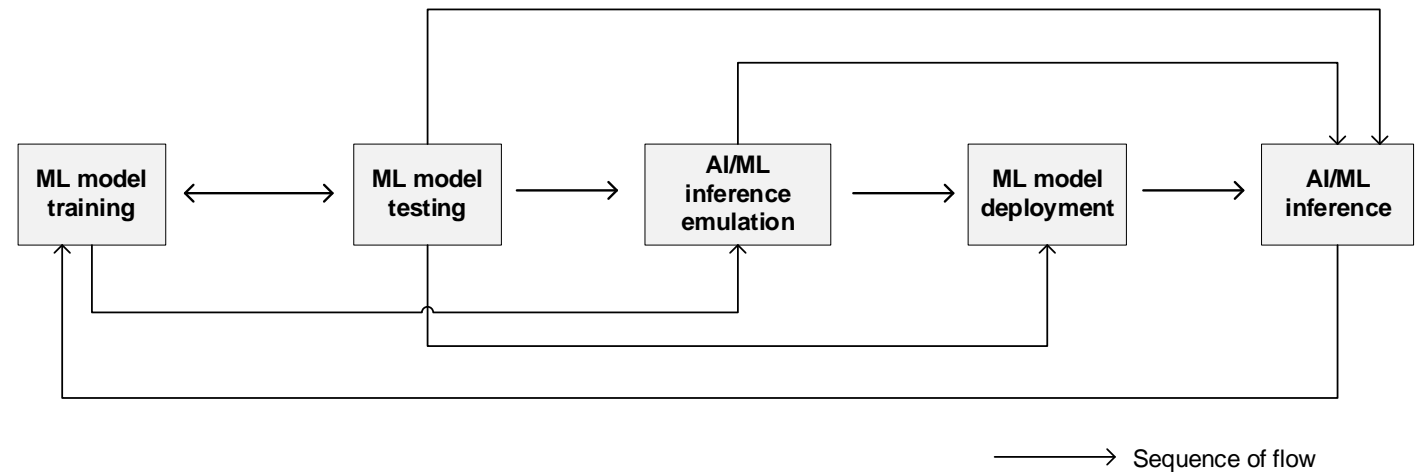 ML model
training
ML model
testing
AI/ML
inference
emulation
ML model
deployment
AI/ML
inference
Sequence of flow